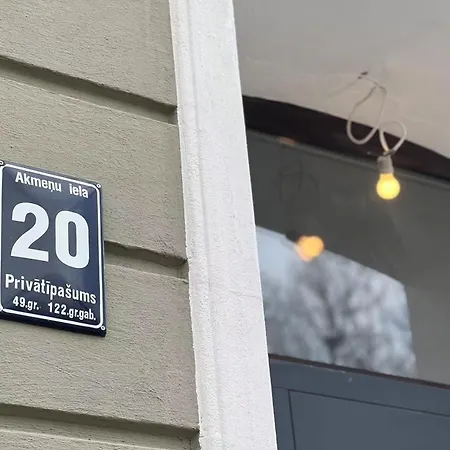 Akmeņu iela
20
Privātīpašums
49.gr. 122.gr.gab.